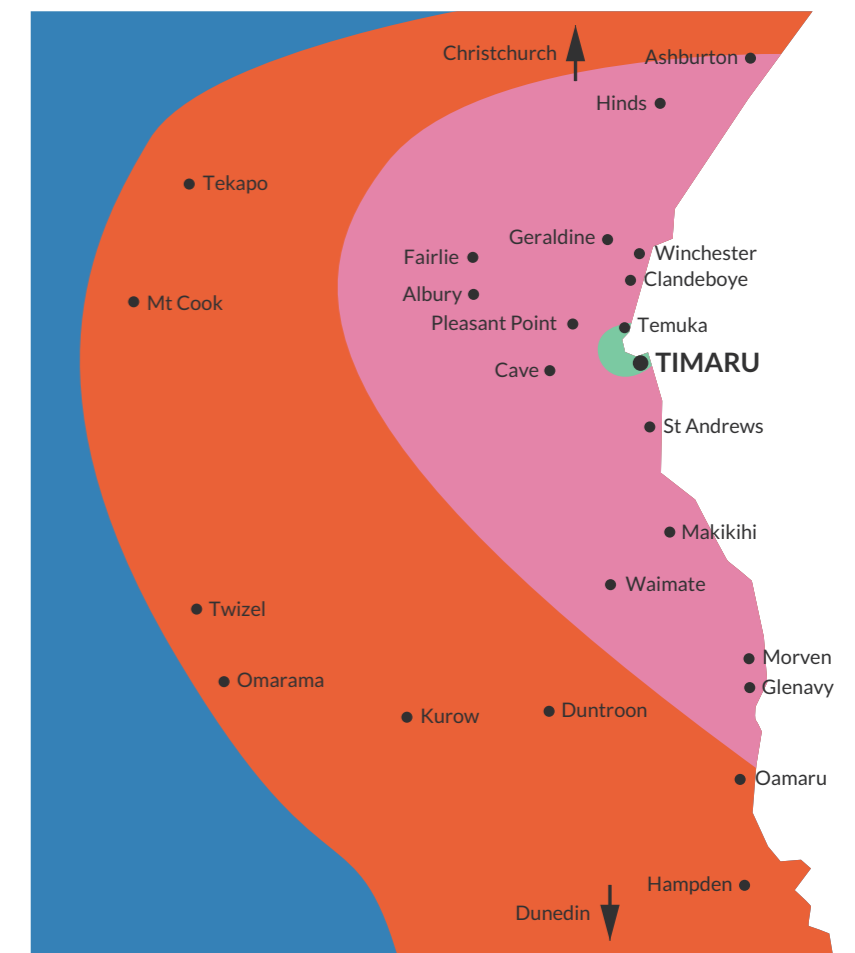 Christchurch
Ashburton
Hinds
Tekapo
Geraldine
Winchester
Fairlie
Clandeboye
Albury
Mt Cook
Pleasant Point
Temuka
TIMARU
Cave
St Andrews
Makikihi
Waimate
Twizel
Morven
Omarama
Glenavy
Duntroon
Kurow
Oamaru
Hampden
Dunedin